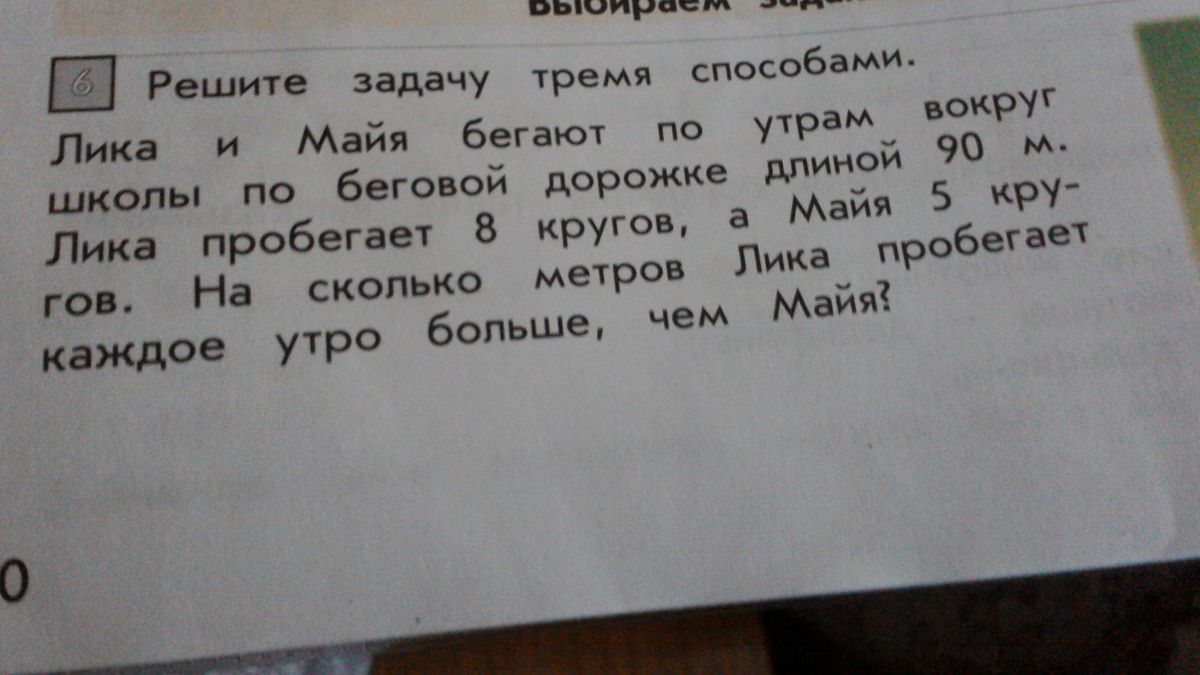 Выбираем
6 Решите задачу тремя способами.
Лика и Майя бегают по утрам вокруг
школы по беговой дорожке длиной 90 м.
Лика пробегает 8 кругов, а Майя 5 кру-
гов. На сколько метров Лика пробегает
каждое утро больше, чем Майя?
0